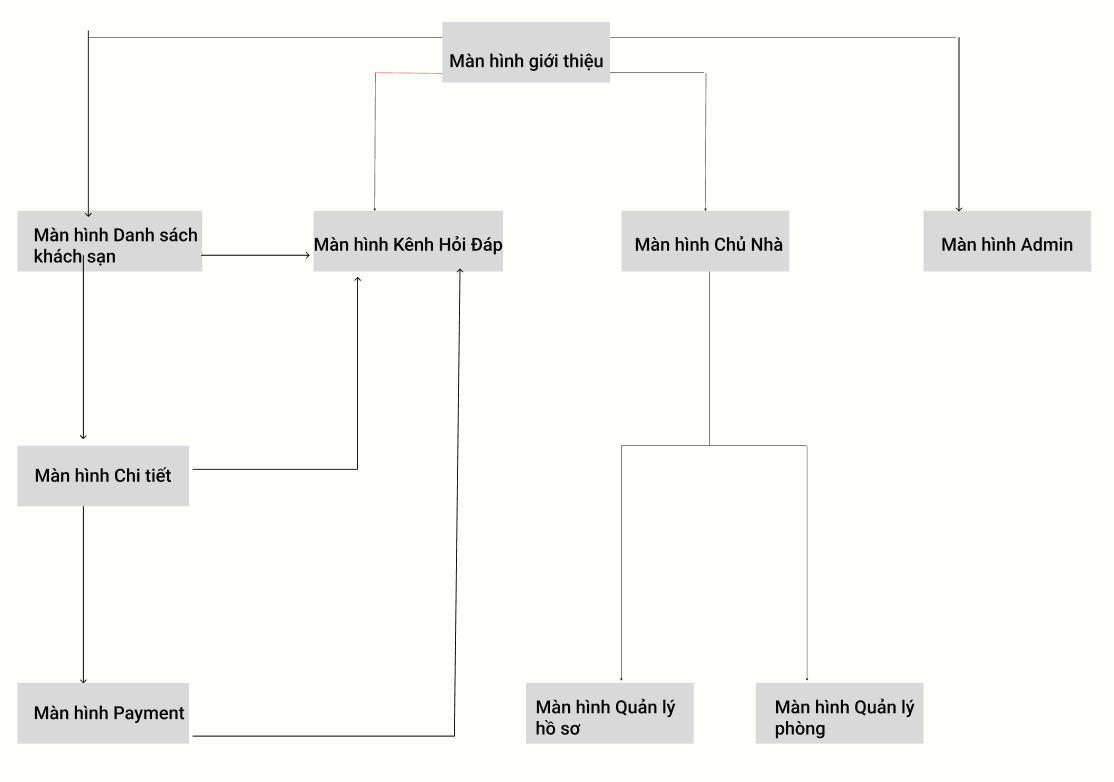 Màn hình giới thiệu
Màn hình Danh sách
khách sạn
Màn hình Kênh Hỏi Đáp
Màn hình Chủ Nhà
Màn hình Admin
Màn hình Chi tiết
Màn hình Payment
Màn hình Quản lý
hồ sơ
Màn hình Quản lý
phòng